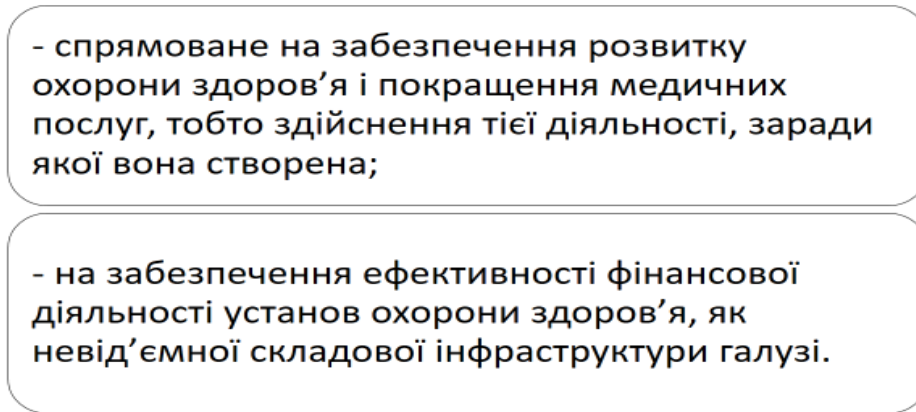 - спрямоване на забезпечення розвитку
охорони здоров’я і покращення медичних
послуг, тобто здійснення тієї діяльності, заради
якої вона створена;
- на забезпечення ефективності фінансової
діяльності установ охорони здоров’я, як
невід’ємної складової інфраструктури галузі.